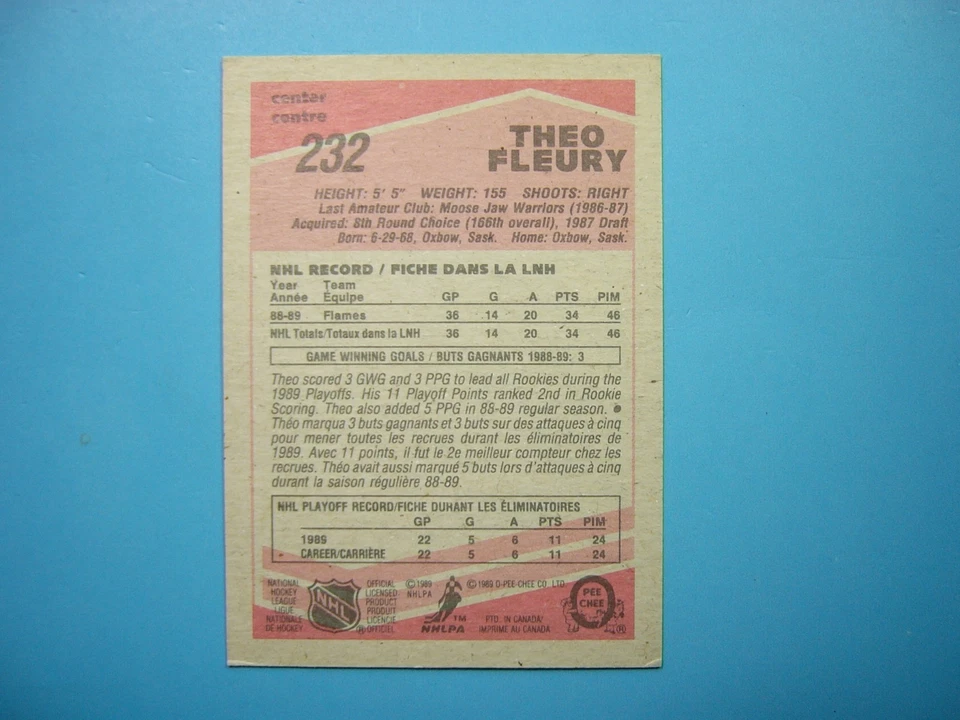 center
centre
232
THEO
FLEURY
HEIGHT: 5' 5" WEIGHT: 155 SHOOTS: RIGHT
Last Amateur Club: Moose Jaw Warriors (1986-87)
Acquired: 8th Round Choice (166th overall), 1987 Draft
Born: 6-29-68, Oxbow, Sask. Home: Oxbow, Sask.
NHL RECORD / FICHE DANS LA LNH
Year Team
Année Équipe GP G A PTS PIM
88-89 Flames 36 14 20 34 46
NHL Totals/Totaux dans la LNH 36 14 20 34 46
GAME WINNING GOALS / BUTS GAGNANTS 1988-89: 3
Theo scored 3 GWG and 3 PPG to lead all Rookies during the
1989 Playoffs. His 11 Playoff Points ranked 2nd in Rookie
Scoring. Theo also added 5 PPG in 88-89 regular season. •
Théo marqua 3 buts gagnants et 3 buts sur des attaques à cinq
pour mener toutes les recrues durant les éliminatoires de
1989. Avec 11 points, il fut le 2e meilleur compteur chez les
recrues. Théo avait aussi marqué 5 buts lors d'attaques à cinq
durant la saison régulière 88-89.
NHL PLAYOFF RECORD/FICHE DUHANT LES ÉLIMINATOIRES
GP G A PTS PIM
1989 22 5 6 11 24
CAREER/CARRIÈRE 22 5 6 11 24
NATIONAL
HOCKEY
LEAGUE
LIGUE
NATIONALE
DE HOCKEY
NHL
®
OFFICIAL
LICENSED
PRODUCT
PRODUIT
LICENCIÉ
OFFICIEL
© 1989
NHLPA
TM
NHLPA
© 1989 O-PEE-CHEE CO. LTD.
PTD. IN CANADA/
IMPRIMÉ AU CANADA
PEE
CHEE
®